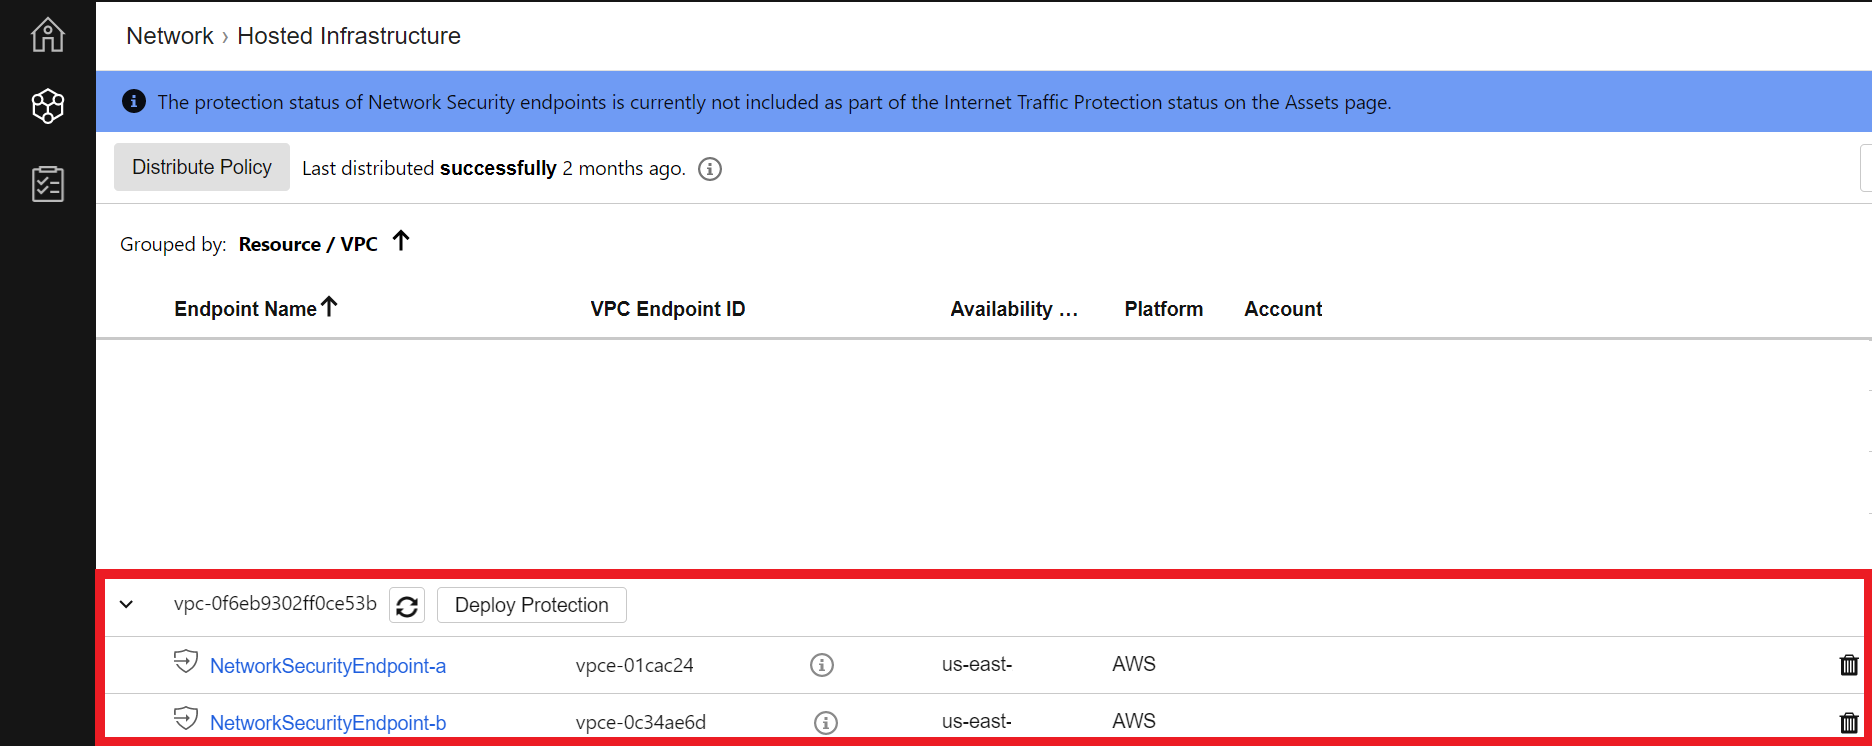 Network › Hosted Infrastructure
The protection status of Network Security endpoints is currently not included as part of the Internet Traffic Protection status on the Assets page.
Distribute Policy Last distributed successfully 2 months ago.
Grouped by: Resource / VPC
Endpoint Name VPC Endpoint ID Availability ... Platform Account
vpc-0f6eb9302ff0ce53b Deploy Protection
NetworkSecurityEndpoint-a vpce-01cac24 us-east- AWS
NetworkSecurityEndpoint-b vpce-0c34ae6d us-east- AWS